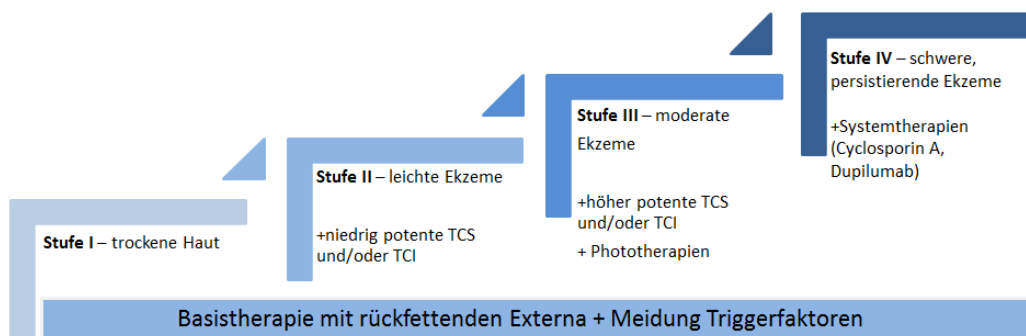 Stufe I – trockene Haut
Stufe II – leichte Ekzeme
+niedrig potente TCS
und/oder TCI
Stufe III – moderate
Ekzeme
+höher potente TCS
und/oder TCI
+ Phototherapien
Stufe IV – schwere,
persistierende Ekzeme
+Systemtherapien
(Cyclosporin A,
Dupilumab)
Basistherapie mit rückfettenden Externa + Meidung Triggerfaktoren